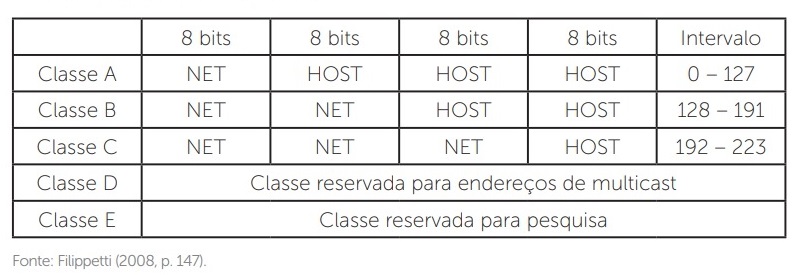 8 bits 8 bits 8 bits 8 bits Intervalo
Classe A NET HOST HOST HOST 0 – 127
Classe B NET NET HOST HOST 128 – 191
Classe C NET NET NET HOST 192 – 223
Classe D Classe reservada para endereços de multicast
Classe E Classe reservada para pesquisa
Fonte: Filippetti (2008, p. 147).